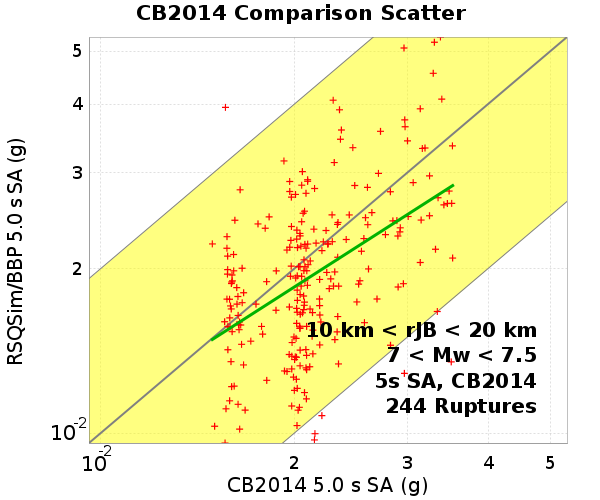 CB2014 Comparison Scatter
RSQSim/BBP 5.0 s SA (g)
5
4
3
2
10-2
10 km < rJB < 20 km
7 < Mw < 7.5
5s SA, CB2014
244 Ruptures
10-2 2 3 4 5
CB2014 5.0 s SA (g)